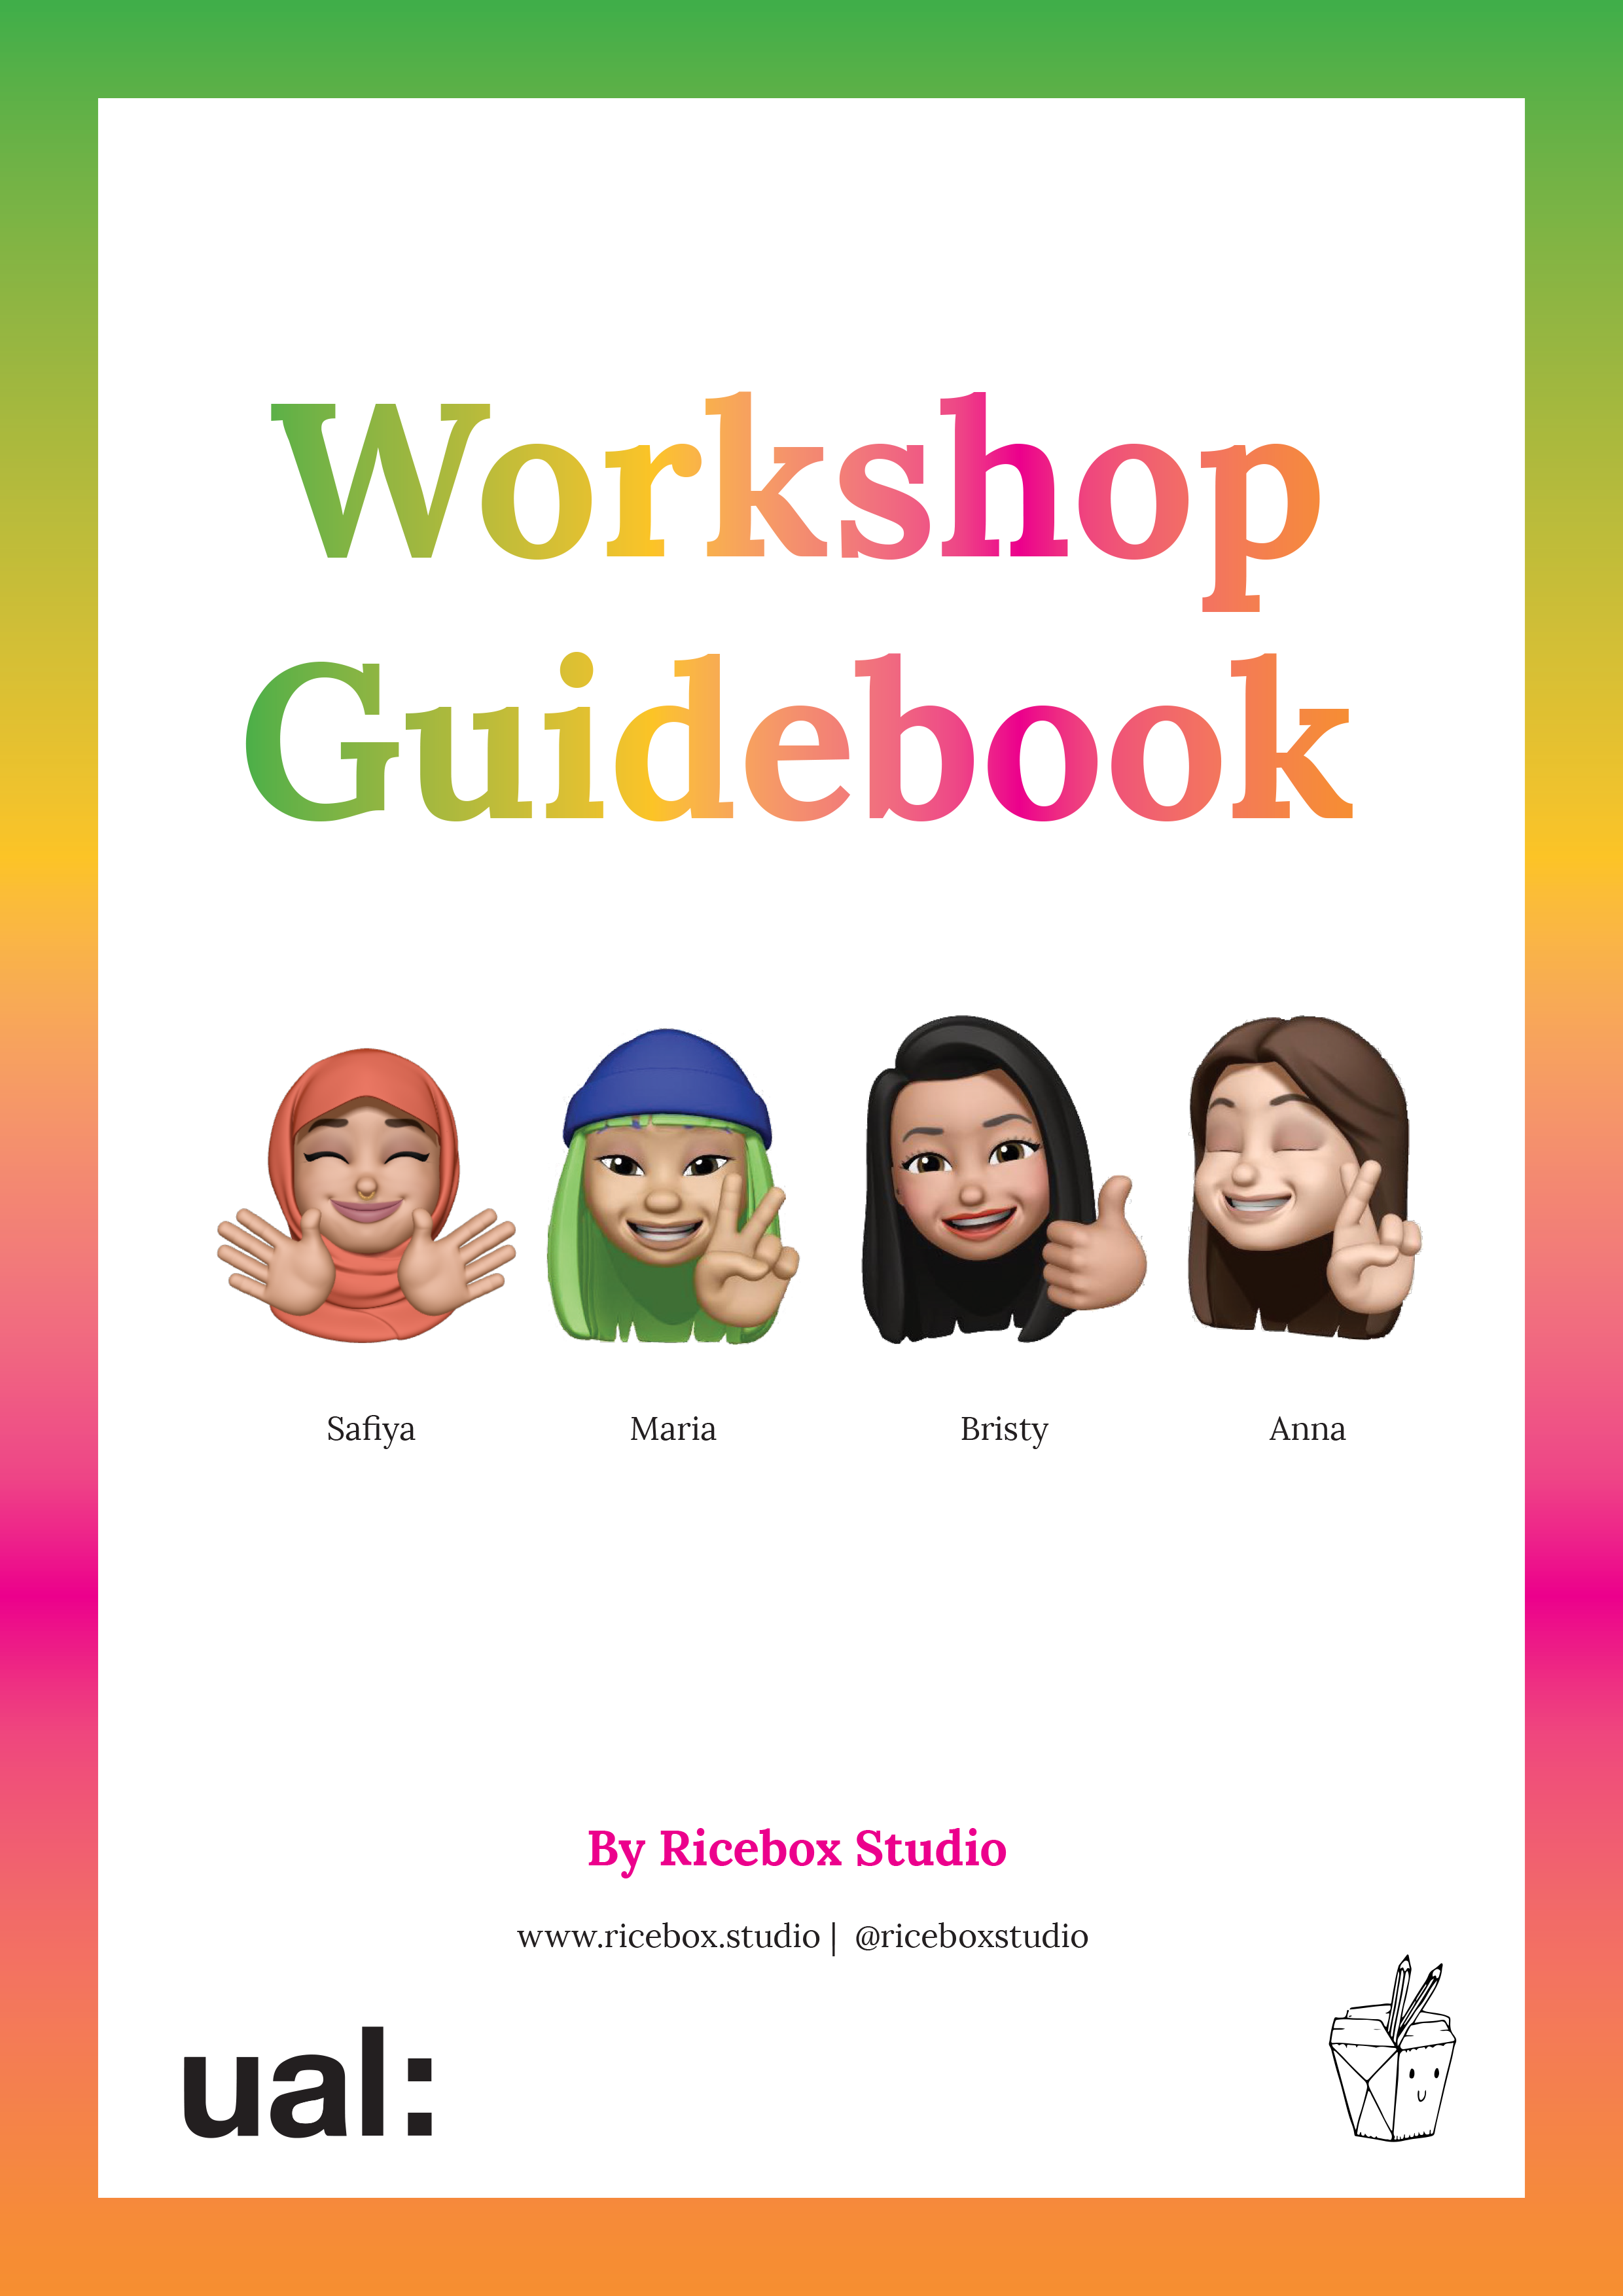 Workshop
Guidebook
Safiya Maria Bristy Anna
By Ricebox Studio
www.ricebox.studio | @riceboxstudio
ual: